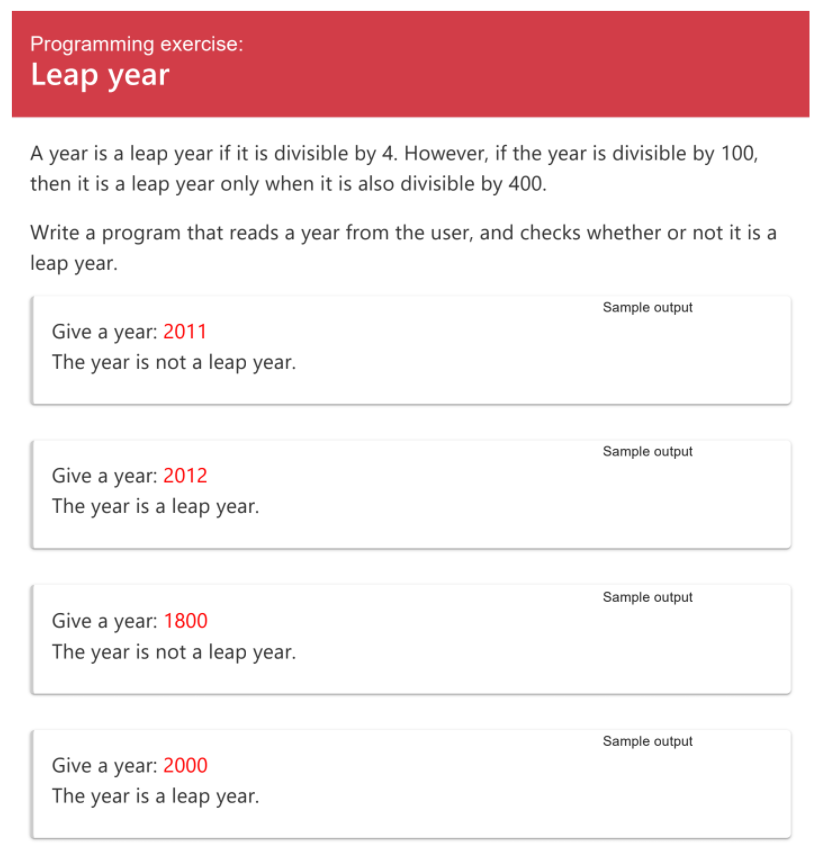 Programming exercise:
Leap year
A year is a leap year if it is divisible by 4. However, if the year is divisible by 100,
then it is a leap year only when it is also divisible by 400.
Write a program that reads a year from the user, and checks whether or not it is a
leap year.
Sample output
Give a year: 2011
The year is not a leap year.
Sample output
Give a year: 2012
The year is a leap year.
Sample output
Give a year: 1800
The year is not a leap year.
Sample output
Give a year: 2000
The year is a leap year.